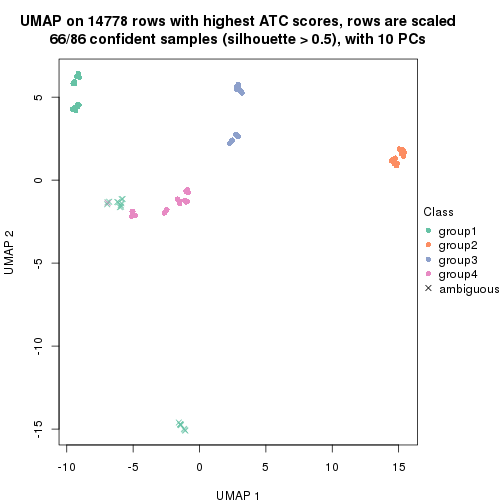 UMAP on 14778 rows with highest ATC scores, rows are scaled
66/86 confident samples (silhouette > 0.5), with 10 PCs
5
0
-5
-10
-15
UMAP 2
-10
-5
0
5
10
15
UMAP 1
Class
group1
group2
group3
group4
ambiguous